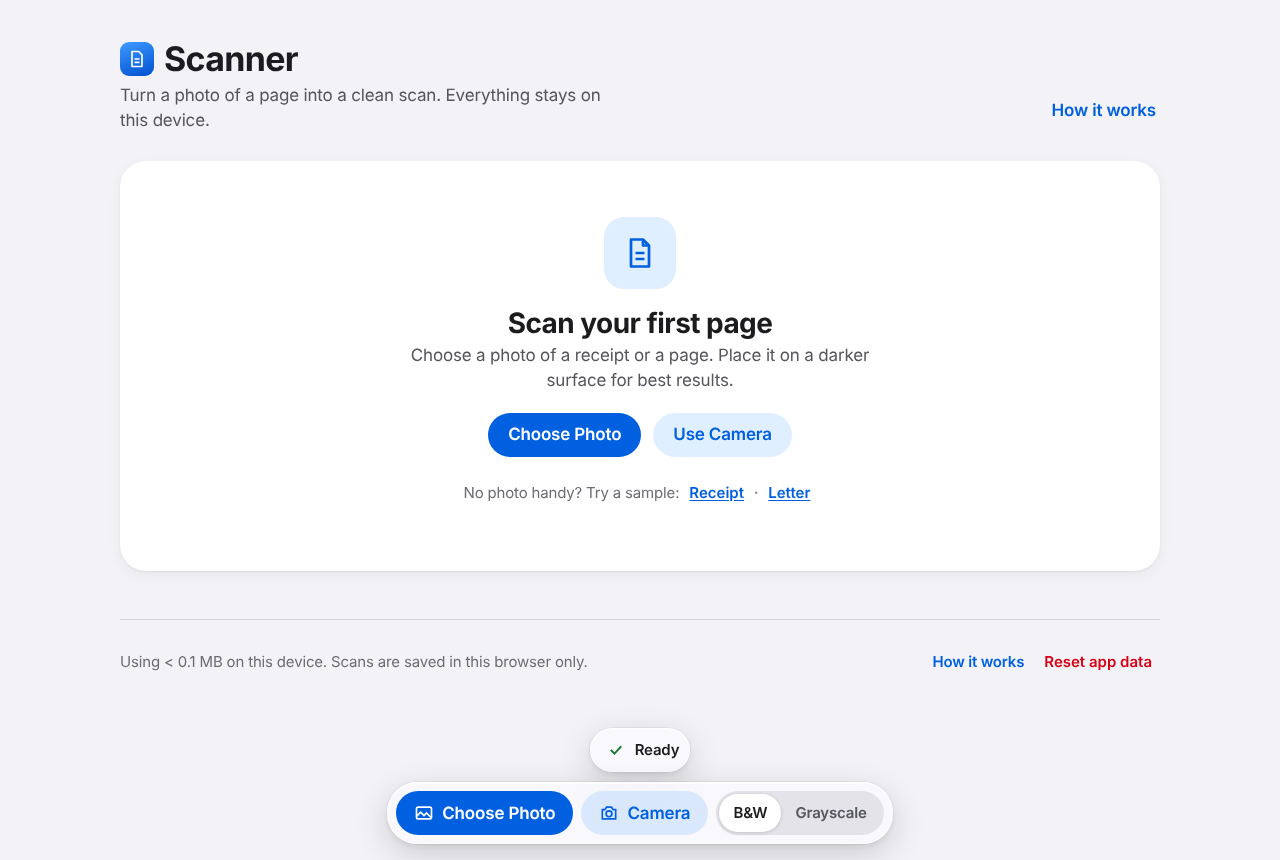 Scanner
Turn a photo of a page into a clean scan. Everything stays on
this device.
How it works
Scan your first page
Choose a photo of a receipt or a page. Place it on a darker
surface for best results.
Choose Photo
Use Camera
No photo handy? Try a sample: Receipt · Letter
Using < 0.1 MB on this device. Scans are saved in this browser only.
How it works
Reset app data
Ready
Choose Photo
Camera
B&W
Grayscale